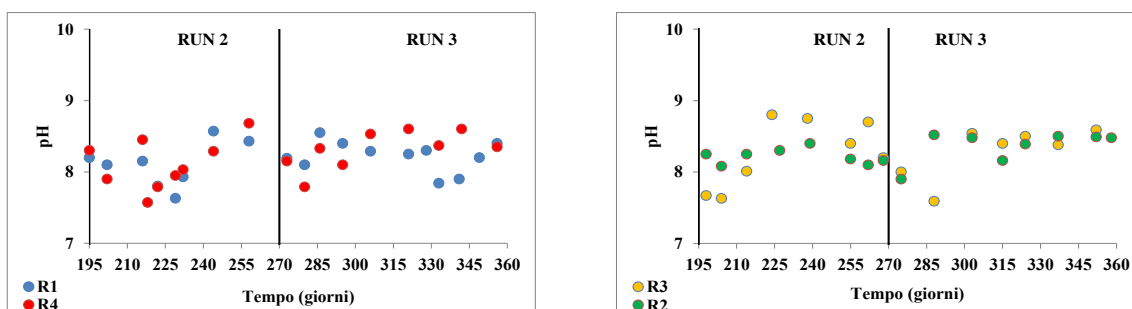 10
RUN 2
RUN 3
9
pH
8
7
195 210 225 240 255 270 285 300 315 330 345 360
Tempo (giorni)
R1
R4
10
RUN 2
RUN 3
9
pH
8
7
195 210 225 240 255 270 285 300 315 330 345 360
Tempo (giorni)
R3
R2